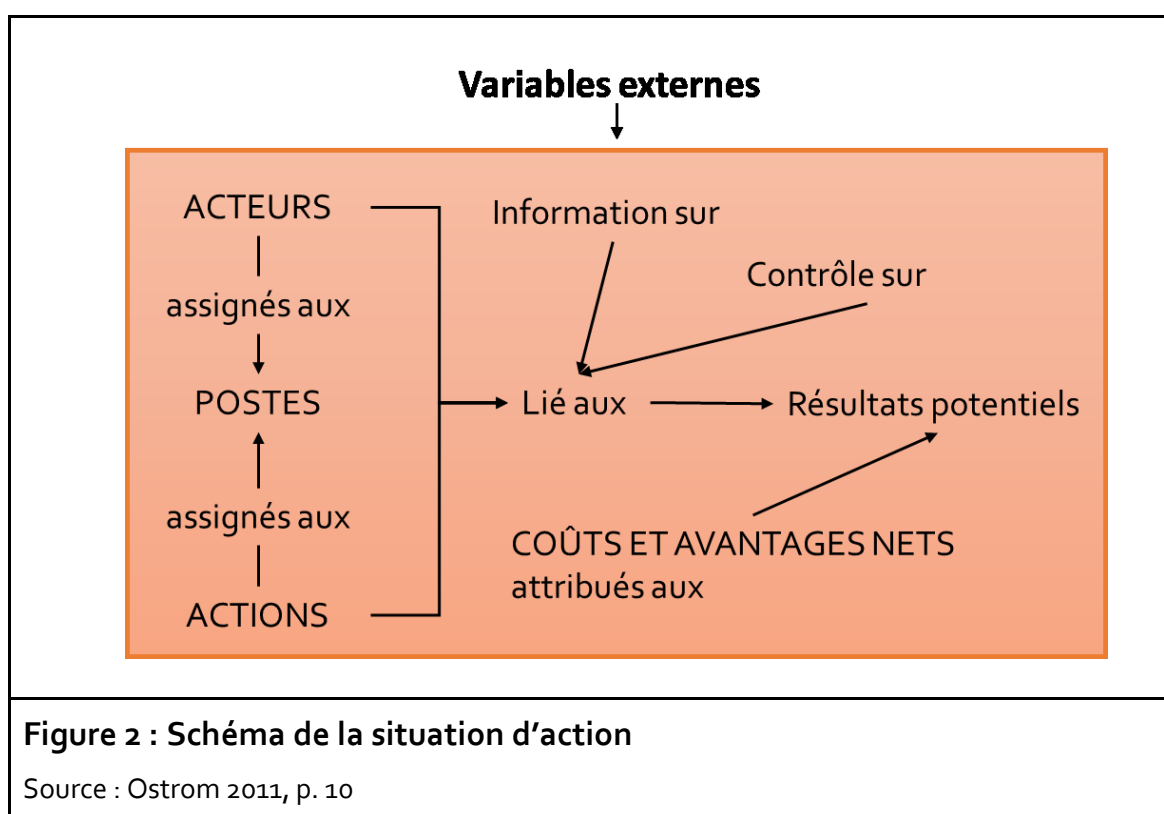 Variables externes
ACTEURS
Information sur
Contrôle sur
assignés aux
POSTES
Lié aux
Résultats potentiels
assignés aux
COÛTS ET AVANTAGES NETS
attribués aux
ACTIONS
Figure 2 : Schéma de la situation d’action
Source : Ostrom 2011, p. 10